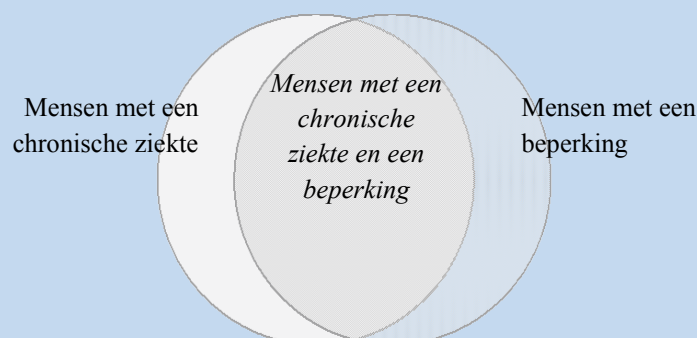 Mensen met een
chronische ziekte
Mensen met een
chronische
ziekte en een
beperking
Mensen met een
beperking